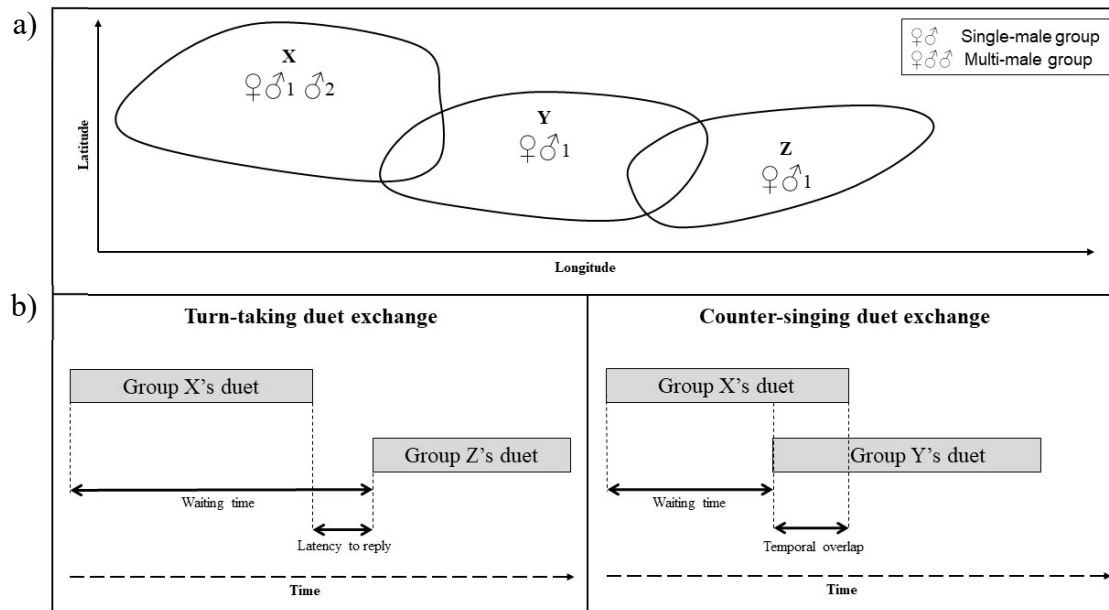 a)
X
♀♂1 ♂2
♀♂ Single-male group
♀♂♂ Multi-male group
Y
♀♂1
Z
♀♂1
Latitude
Longitude
b)
Turn-taking duet exchange
Group X's duet
Group Z's duet
Waiting time
Latency to reply
Time
Counter-singing duet exchange
Group X's duet
Group Y's duet
Waiting time
Temporal overlap
Time